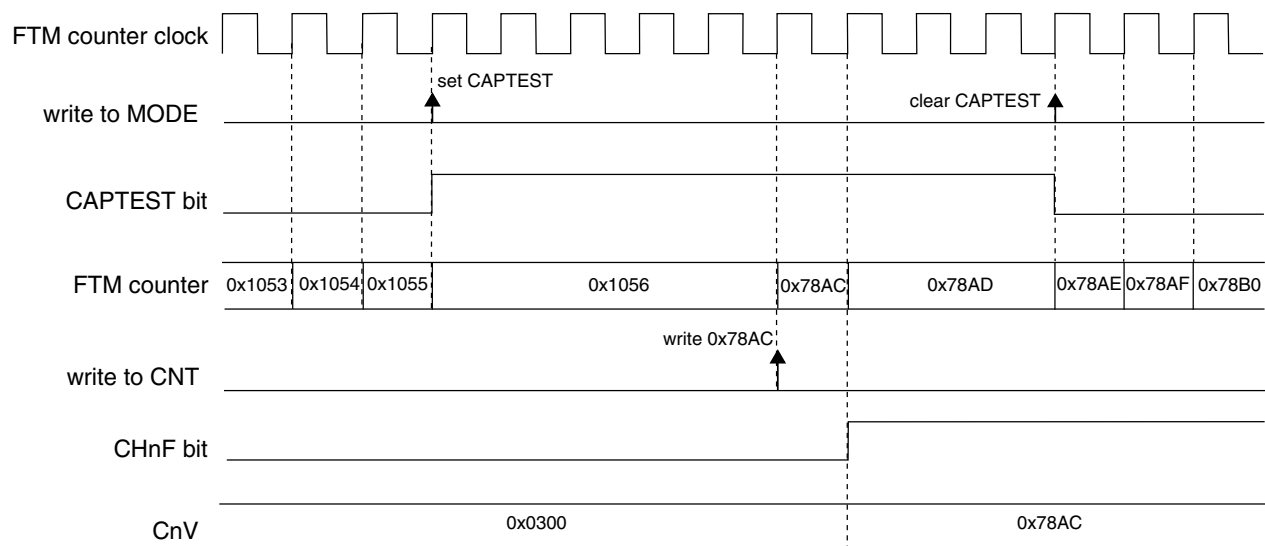 FTM counter clock
set CAPTEST
write to MODE
clear CAPTEST
CAPTEST bit
FTM counter
0x1053 0x1054 0x1055 0x1056 0x78AC 0x78AD 0x78AE 0x78AF 0x78B0
write 0x78AC
write to CNT
CHnF bit
CnV
0x0300 0x78AC